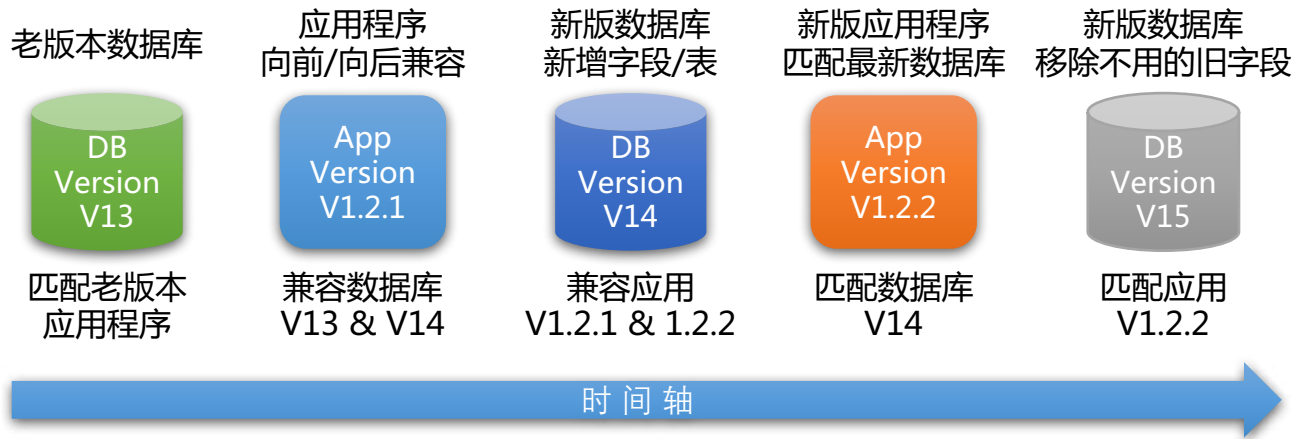 老版本数据库
应用程序
向前/向后兼容
新版数据库
新增字段/表
新版应用程序
匹配最新数据库
新版数据库
移除不用的旧字段
DB
Version
V13
App
Version
V1.2.1
DB
Version
V14
App
Version
V1.2.2
DB
Version
V15
匹配老版本
应用程序
兼容数据库
V13 & V14
兼容应用
V1.2.1 & 1.2.2
匹配数据库
V14
匹配应用
V1.2.2
时间轴